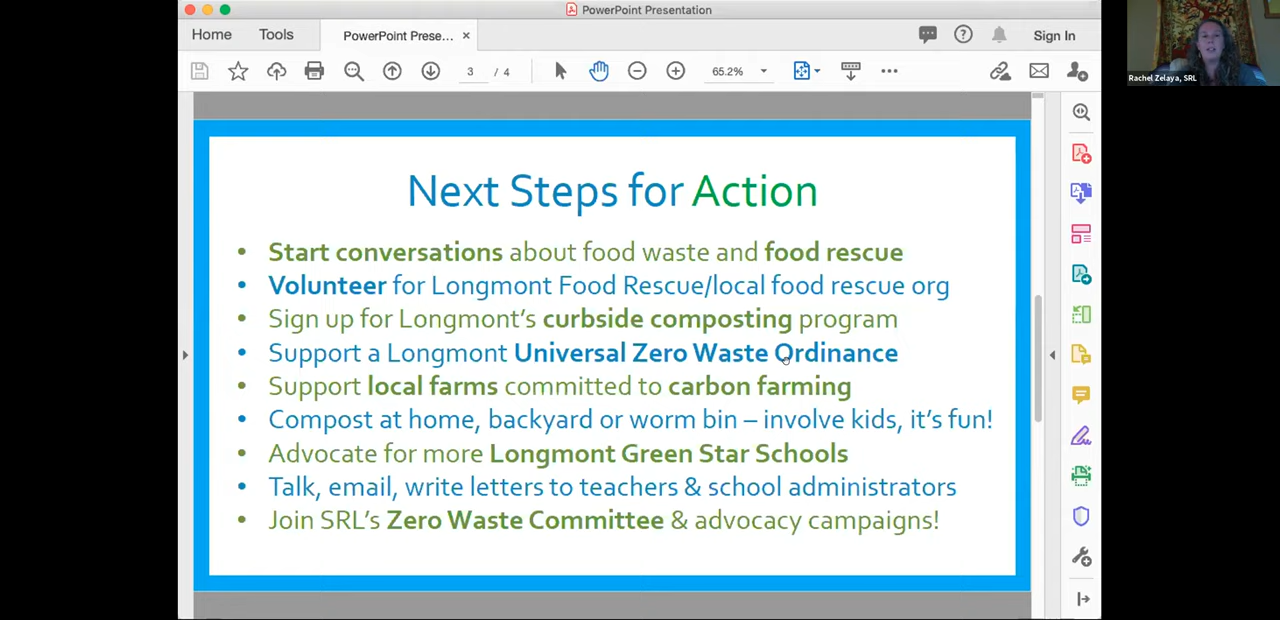 PowerPoint Presentation
Home
Tools
PowerPoint Prese... ×
Sign In
3 / 4
65.2%
Rachel Zelaya, SRL
Next Steps for Action
• Start conversations about food waste and food rescue
• Volunteer for Longmont Food Rescue/local food rescue org
• Sign up for Longmont's curbside composting program
• Support a Longmont Universal Zero Waste Ordinance
• Support local farms committed to carbon farming
• Compost at home, backyard or worm bin – involve kids, it's fun!
• Advocate for more Longmont Green Star Schools
• Talk, email, write letters to teachers & school administrators
• Join SRL's Zero Waste Committee & advocacy campaigns!